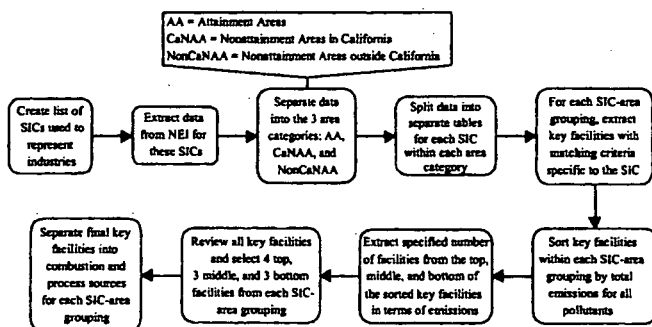 AA = Attainment Areas
CaNAA = Nonattainment Areas in California
NonCaNAA = Nonattainment Areas outside California
Create list of
SICs used to
represent
industries
Extract data
from NEI for
these SICs
Separate data
into the 3 area
categories: AA,
CaNAA, and
NonCaNAA
Split data into
separate tables
for each SIC
within each area
category
For each SIC-area
grouping, extract
key facilities with
matching criteria
specific to the SIC
Sort key facilities
within each SIC-area
grouping by total
emissions for all
pollutants
Extract specified number
of facilities from the top,
middle, and bottom of
the sorted key facilities
in terms of emissions
Review all key facilities
and select 4 top,
3 middle, and 3 bottom
facilities from each SIC-
area grouping
Separate final key
facilities into
combustion and
process sources
for each SIC-area
grouping